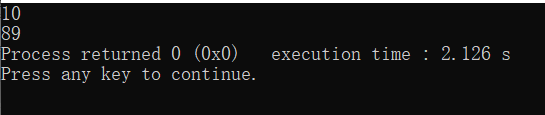 10
89
Process returned 0 (0x0)   execution time : 2.126 s
Press any key to continue.